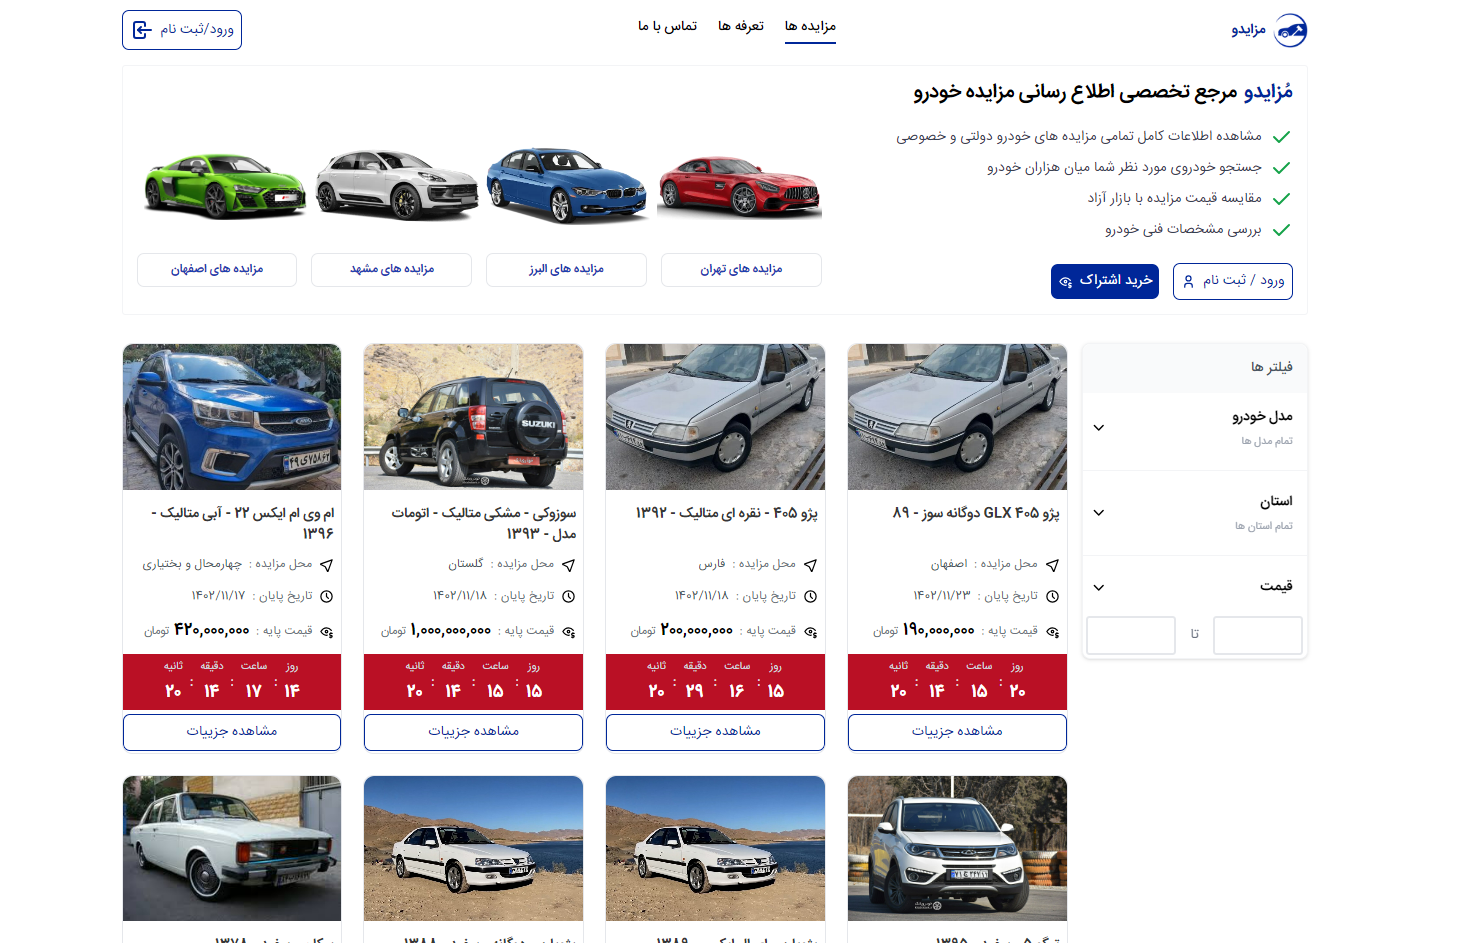 مزایدو
مزایده ها
تعرفه ها
تماس با ما
ورود/ثبت نام
مُزایدو مرجع تخصصی اطلاع رسانی مزایده خودرو
مشاهده اطلاعات کامل تمامی مزایده های خودرو دولتی و خصوصی
جستجو خودروی مورد نظر شما میان هزاران خودرو
مقایسه قیمت مزایده با بازار آزاد
بررسی مشخصات فنی خودرو
ورود / ثبت نام
خرید اشتراک
مزایده های تهران
مزایده های البرز
مزایده های مشهد
مزایده های اصفهان
فیلتر ها
مدل خودرو
تمام مدل ها
استان
تمام استان ها
قیمت
تا
پژو ۴۰۵ GLX دوگانه سوز - ۸۹
محل مزایده : اصفهان
تاریخ پایان : ۱۴۰۲/۱۱/۲۳
قیمت پایه : ۱۹۰,۰۰۰,۰۰۰ تومان
روز ساعت دقیقه ثانیه
۲۰ : ۱۵ : ۱۴ : ۲۰
مشاهده جزییات
پژو ۴۰۵ - نقره ای متالیک - ۱۳۹۲
محل مزایده : فارس
تاریخ پایان : ۱۴۰۲/۱۱/۱۸
قیمت پایه : ۲۰۰,۰۰۰,۰۰۰ تومان
روز ساعت دقیقه ثانیه
۱۵ : ۱۶ : ۲۹ : ۲۰
مشاهده جزییات
SUZUKI
سوزوکی - مشکی متالیک - اتومات
مدل - ۱۳۹۳
محل مزایده : گلستان
تاریخ پایان : ۱۴۰۲/۱۱/۱۸
قیمت پایه : ۱,۰۰۰,۰۰۰,۰۰۰ تومان
روز ساعت دقیقه ثانیه
۱۵ : ۱۵ : ۱۴ : ۲۰
مشاهده جزییات
ام وی ام ایکس ۲۲ - آبی متالیک -
۱۳۹۶
محل مزایده : چهارمحال و بختیاری
تاریخ پایان : ۱۴۰۲/۱۱/۱۷
قیمت پایه : ۴۲۰,۰۰۰,۰۰۰ تومان
روز ساعت دقیقه ثانیه
۱۴ : ۱۷ : ۱۴ : ۲۰
مشاهده جزییات